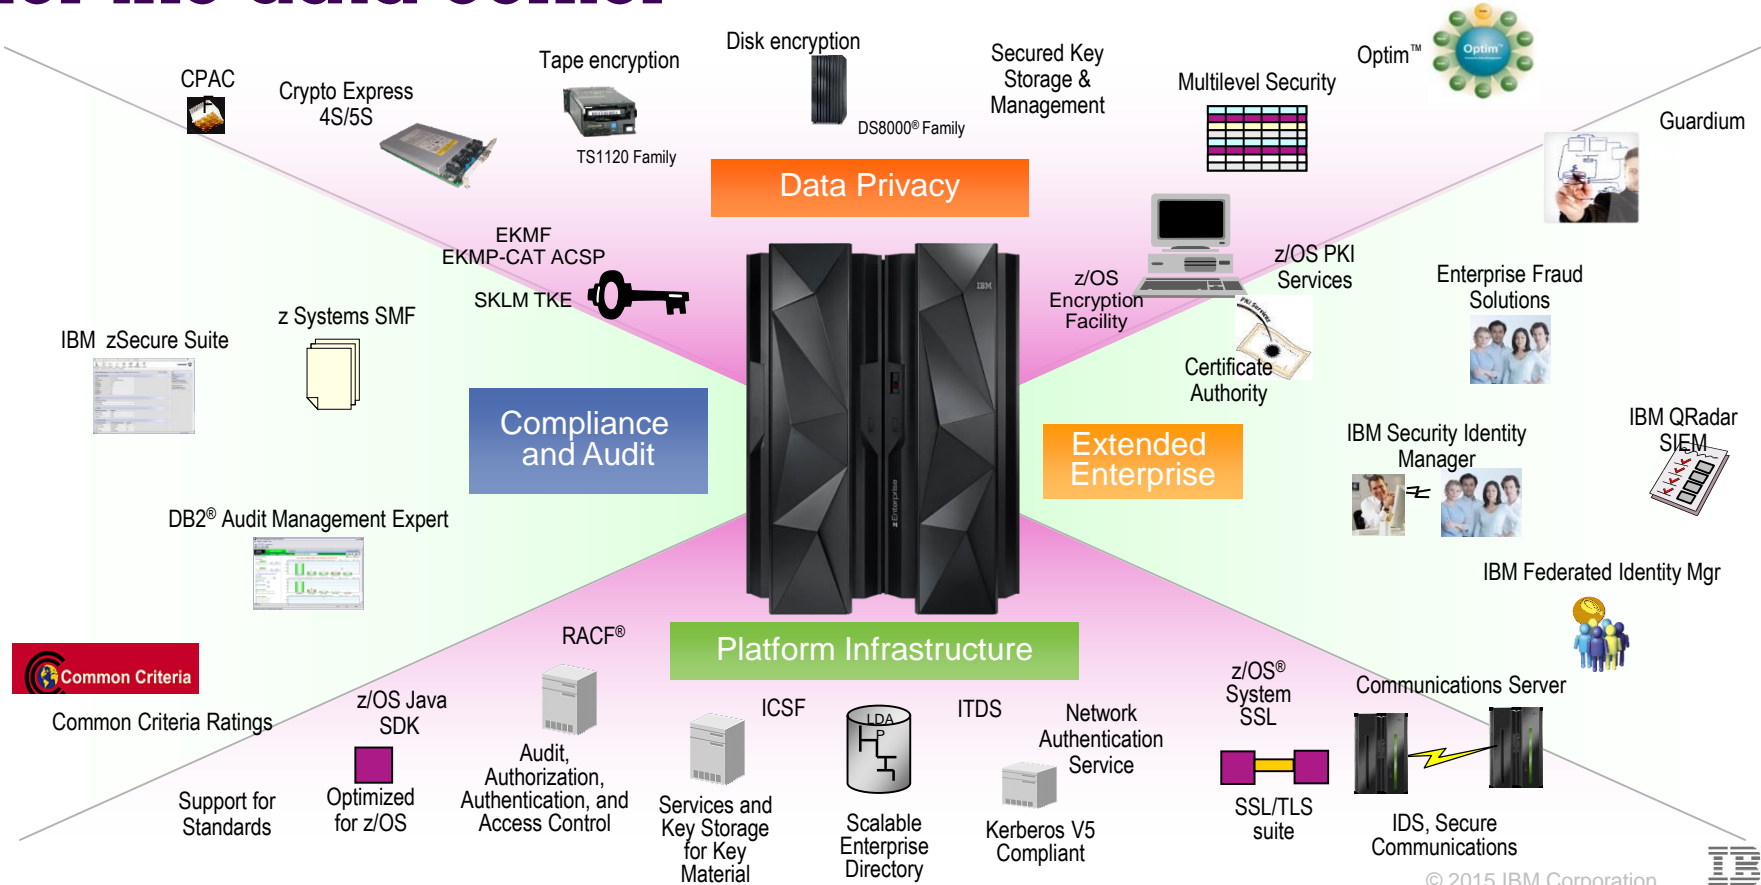 Disk encryption
Tape encryption
Secured Key
Storage &
Management
Optim™
Optim™
CPAC
F
Crypto Express
4S/5S
Multilevel Security
Guardium
DS8000® Family
TS1120 Family
Data Privacy
EKMF
EKMP-CAT ACSP
SKLM TKE
z/OS PKI
Services
z/OS
Encryption
Facility
PKI Services
Certificate
Authority
Enterprise Fraud
Solutions
IBM
z Systems SMF
IBM zSecure Suite
Compliance
and Audit
Extended
Enterprise
IBM Security Identity
Manager
IBM QRadar
SIEM
zEnterprise
DB2® Audit Management Expert
IBM Federated Identity Mgr
RACF®
Platform Infrastructure
Common Criteria
Common Criteria Ratings
z/OS Java
SDK
ICSF
LDA
P
ITDS
Network
Authentication
Service
z/OS®
System
SSL
Communications Server
Support for
Standards
Optimized
for z/OS
Audit,
Authorization,
Authentication, and
Access Control
Services and
Key Storage
for Key
Material
Scalable
Enterprise
Directory
Kerberos V5
Compliant
SSL/TLS
suite
IDS, Secure
Communications
© 2015 IBM Corporation